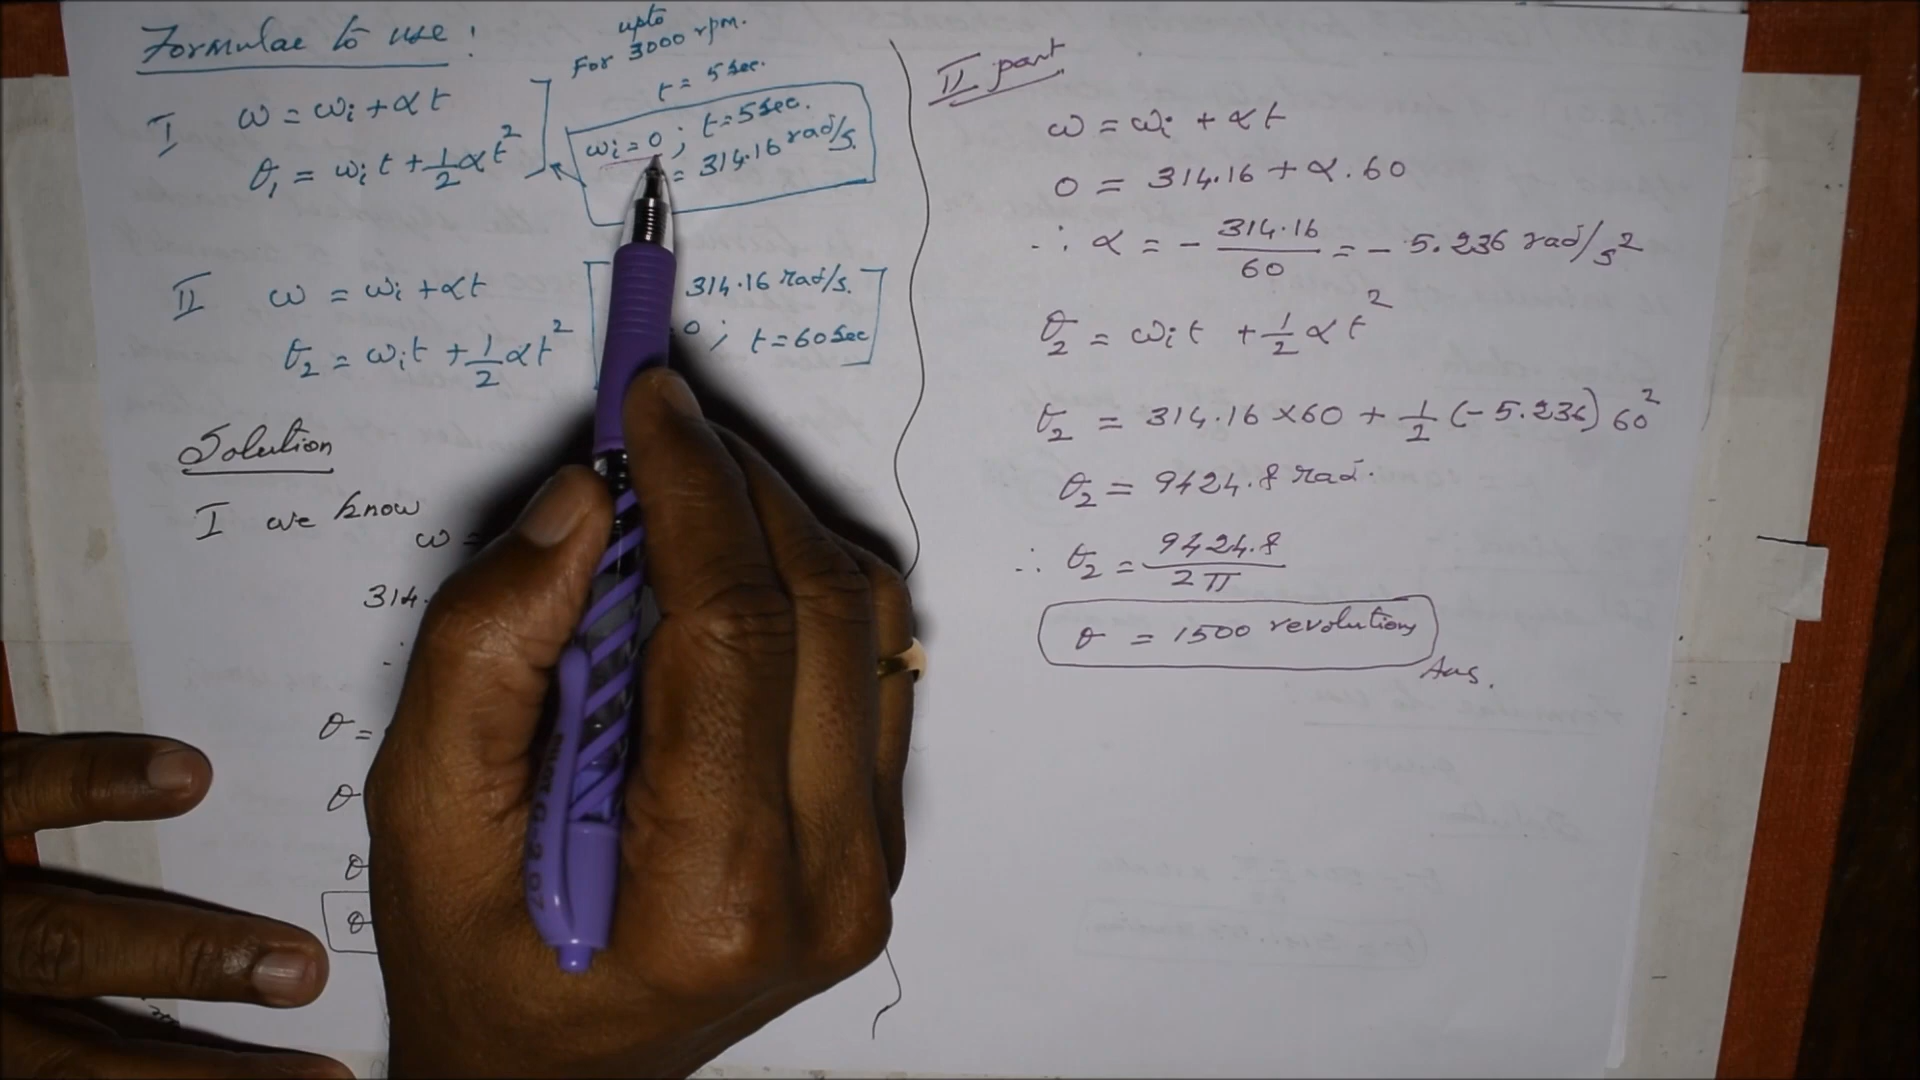 Formulae to use :
upto
For 3000 rpm.
t = 5 sec.
I ω = ωi + αt
θ1 = ωi t + 1/2 αt²
ωi = 0 ; t = 5 sec.
= 314.16 rad/s.
II ω = ωi + αt
θ2 = ωi t + 1/2 αt²
314.16 rad/s.
0 ; t = 60 sec
Solution
I we know
ω =
314.
θ =
θ
θ
θ
II part
ω = ωi + αt
0 = 314.16 + α.60
∴ α = - 314.16/60 = - 5.236 rad/s²
θ2 = ωi t + 1/2 αt²
θ2 = 314.16 × 60 + 1/2 (- 5.236) 60²
θ2 = 9424.8 rad.
∴ θ2 = 9424.8/2π
θ = 1500 revolutions
Ans.